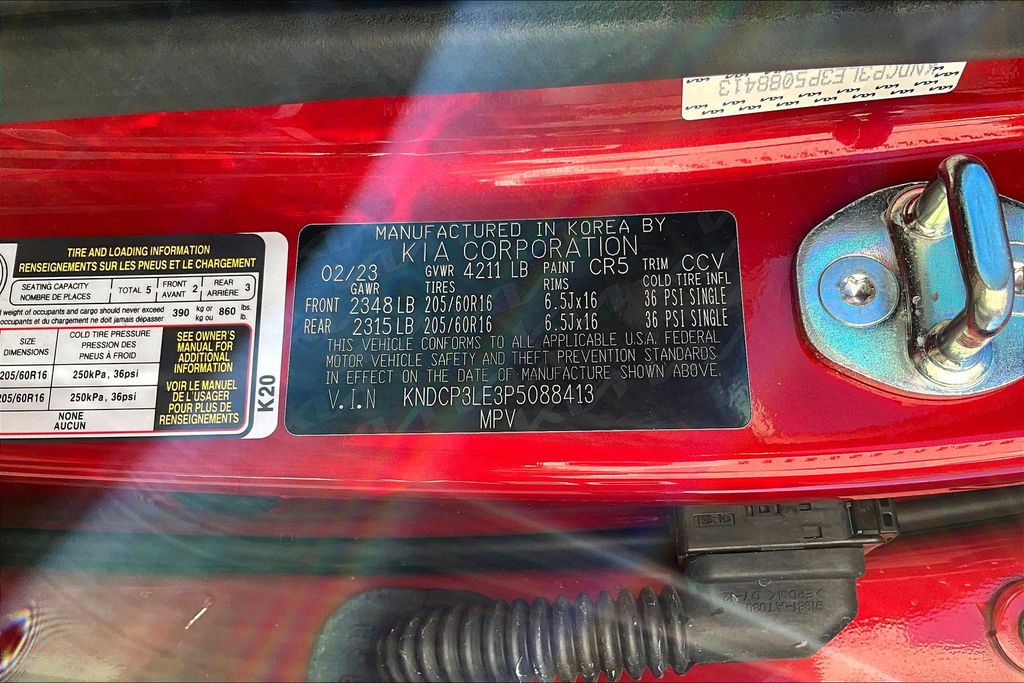 KNDCP3LE3P5088413
TIRE AND LOADING INFORMATION
RENSEIGNEMENTS SUR LES PNEUS ET LE CHARGEMENT
SEATING CAPACITY
NOMBRE DE PLACES
TOTAL 5
FRONT
AVANT 2
REAR
ARRIÈRE 3
weight of occupants and cargo should never exceed
occupants et du chargement ne doit jamais dépasser
390 kg or
kg ou
860 lbs.
lb.
SIZE
DIMENSIONS
COLD TIRE PRESSURE
PRESSION DES
PNEUS À FROID
205/60R16 250kPa, 36psi
205/60R16 250kPa, 36psi
NONE
AUCUN
SEE OWNER'S
MANUAL FOR
ADDITIONAL
INFORMATION
VOIR LE MANUEL
POUR PLUS DE
RENSEIGNEMENTS
K20
MANUFACTURED IN KOREA BY
KIA CORPORATION
02/23 GVWR 4211 LB PAINT CR5 TRIM CCV
GAWR TIRES RIMS COLD TIRE INFL
FRONT 2348 LB 205/60R16 6.5Jx16 36 PSI SINGLE
REAR 2315 LB 205/60R16 6.5Jx16 36 PSI SINGLE
THIS VEHICLE CONFORMS TO ALL APPLICABLE U.S.A. FEDERAL
MOTOR VEHICLE SAFETY AND THEFT PREVENTION STANDARDS
IN EFFECT ON THE DATE OF MANUFACTURE SHOWN ABOVE.
V.I.N KNDCP3LE3P5088413
MPV
91981-AT030